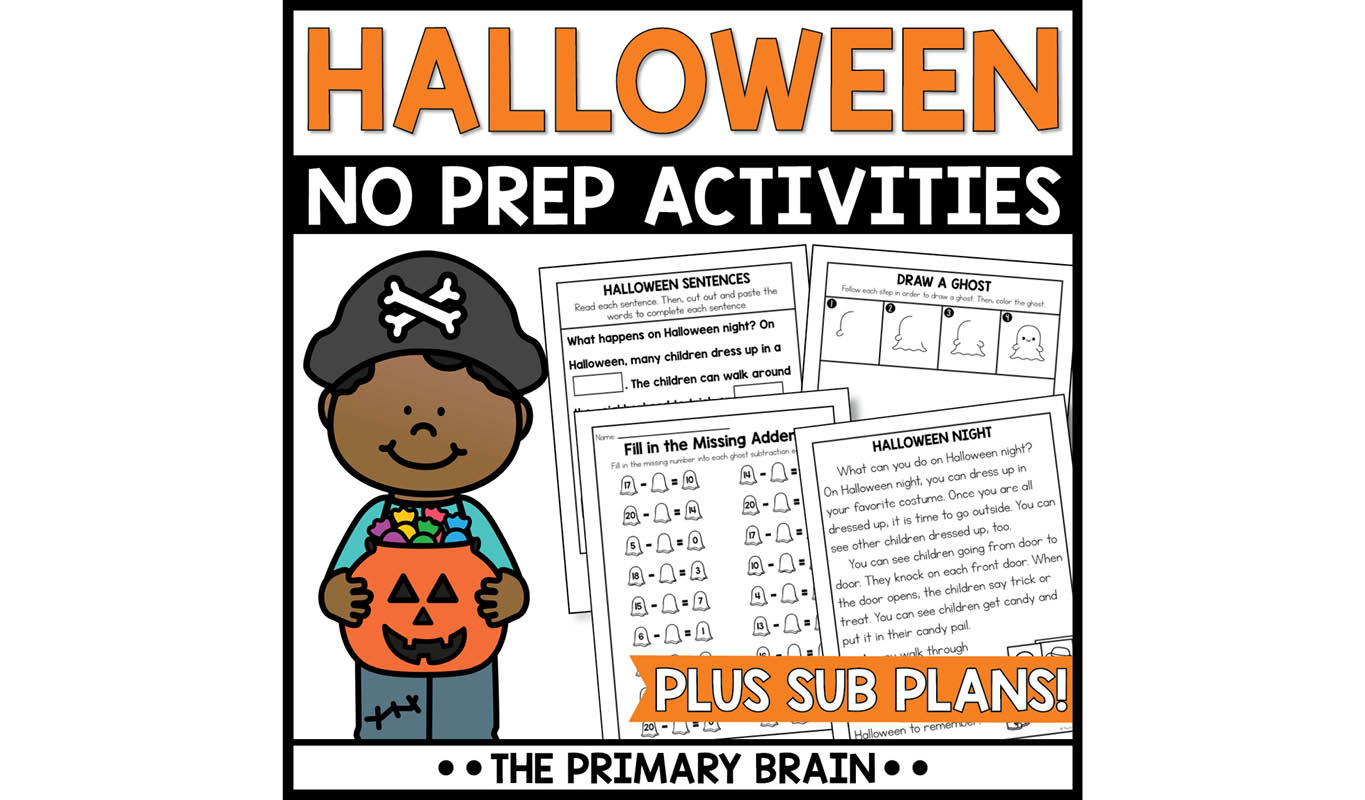 HALLOWEEN
NO PREP ACTIVITIES
HALLOWEEN SENTENCES
Read each sentence. Then, cut out and paste the
words to complete each sentence.
What happens on Halloween night? On
Halloween, many children dress up in a
. The children can walk around
DRAW A GHOST
Follow each step in order to draw a ghost. Then, color the ghost.
1 2 3 4
Name:
Fill in the Missing Adden
Fill in the missing number into each ghost subtraction e
17 - = 10
20 - = 14
5 - = 0
18 - = 3
15 - = 7
6 - = 1
20 -
14 - =
20 - =
17 - =
10 - =
4 - =
13 - =
HALLOWEEN NIGHT
What can you do on Halloween night?
On Halloween night, you can dress up in
your favorite costume. Once you are all
dressed up, it is time to go outside. You can
see other children dressed up, too.
You can see children going from door to
door. They knock on each front door. When
the door opens, the children say trick or
treat. You can see children get candy and
put it in their candy pail.
walk through
Halloween to remember
PLUS SUB PLANS!
THE PRIMARY BRAIN